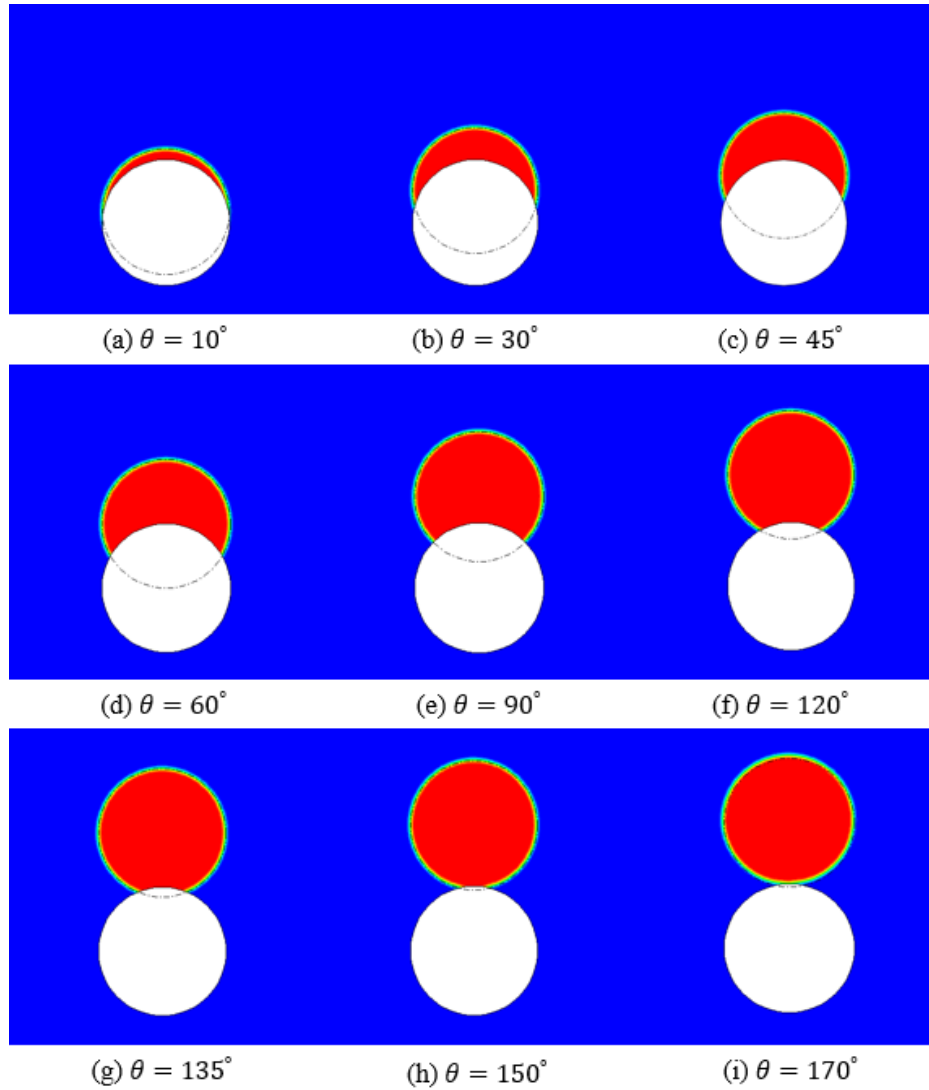 (a) θ = 10°
(b) θ = 30°
(c) θ = 45°
(d) θ = 60°
(e) θ = 90°
(f) θ = 120°
(g) θ = 135°
(h) θ = 150°
(i) θ = 170°